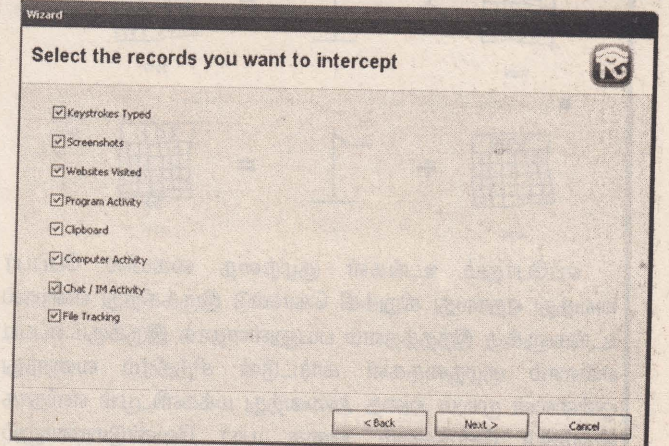 Wizard
Select the records you want to intercept
Keystrokes Typed
Screenshots
Websites Visited
Program Activity
Clipboard
Computer Activity
Chat / IM Activity
File Tracking
< Back
Next >
Cancel